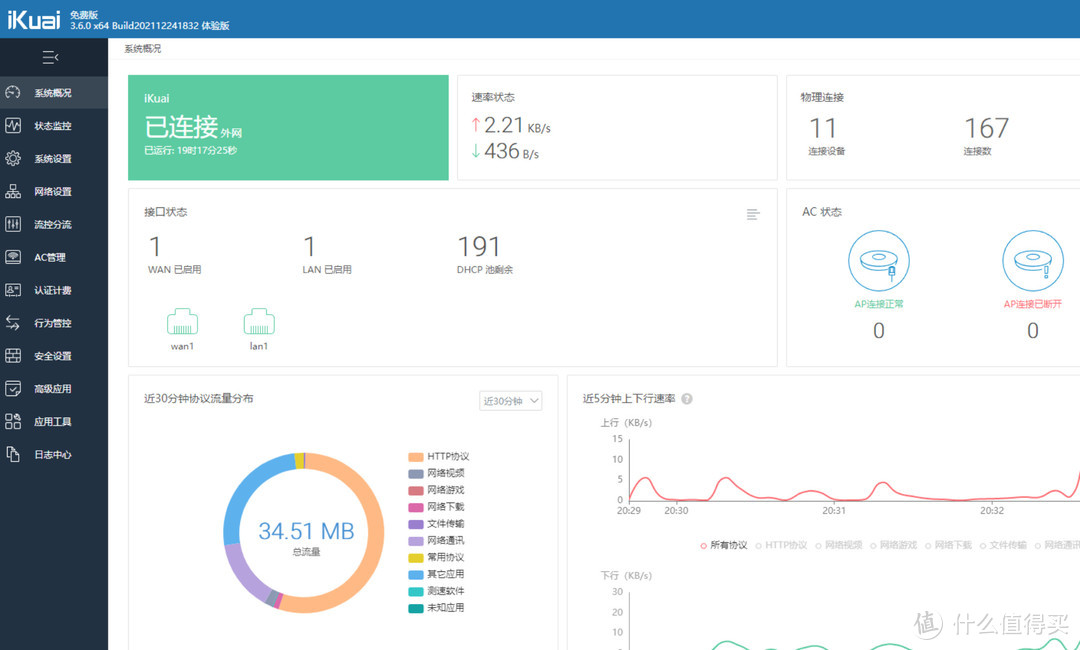 iKuai 免费版
3.6.0 x64 Build202112241832 体验版
系统概况
系统概况
状态监控
系统设置
网络设置
流控分流
AC管理
认证计费
行为管控
安全设置
高级应用
应用工具
日志中心
iKuai
已连接 外网
已运行: 19时17分25秒
速率状态
↑ 2.21 KB/s
↓ 436 B/s
物理连接
11 167
连接设备 连接数
接口状态
1 1 191
WAN 已启用 LAN 已启用 DHCP 池剩余
wan1 lan1
AC 状态
AP连接正常 AP连接已断开
0 0
近30分钟协议流量分布 近30分钟
34.51 MB
总流量
HTTP协议
网络视频
网络游戏
网络下载
文件传输
网络通讯
常用协议
其它应用
测速软件
未知应用
近5分钟上下行速率 ?
上行（KB/s）
15
10
5
0
20:29 20:30 20:31 20:32
所有协议 HTTP协议 网络视频 网络游戏 网络下载 文件传输 网络通讯
下行（KB/s）
30
20
10
值 什么值得买